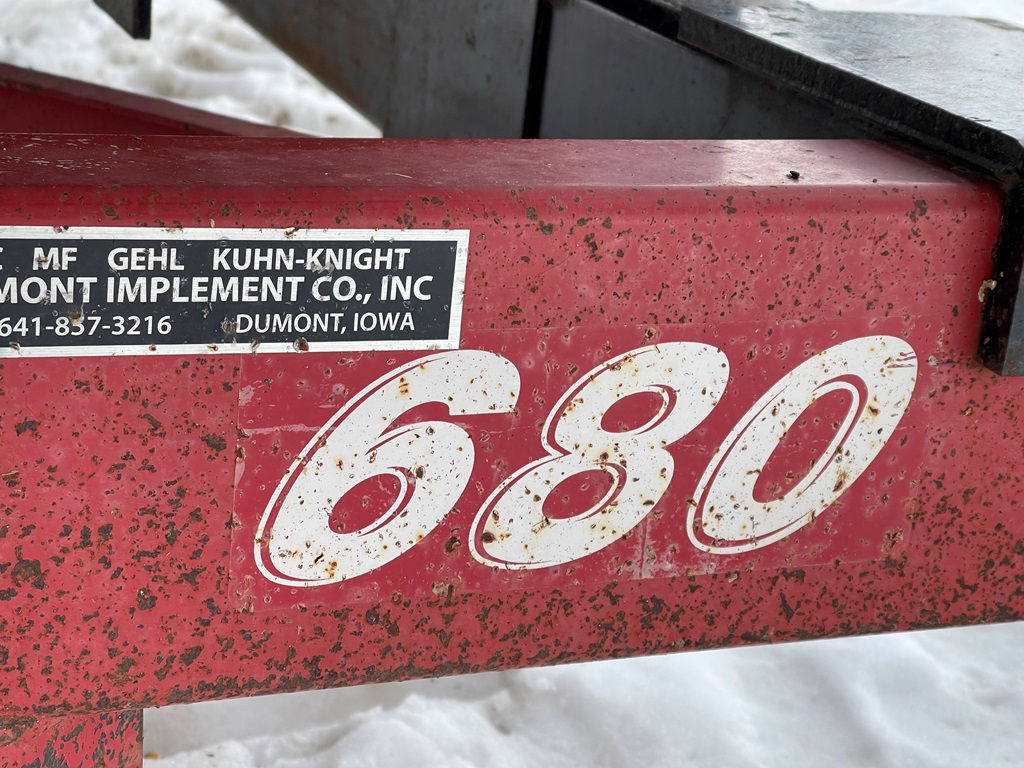 MF GEHL KUHN-KNIGHT
MONT IMPLEMENT CO., INC
641-857-3216 DUMONT, IOWA
680